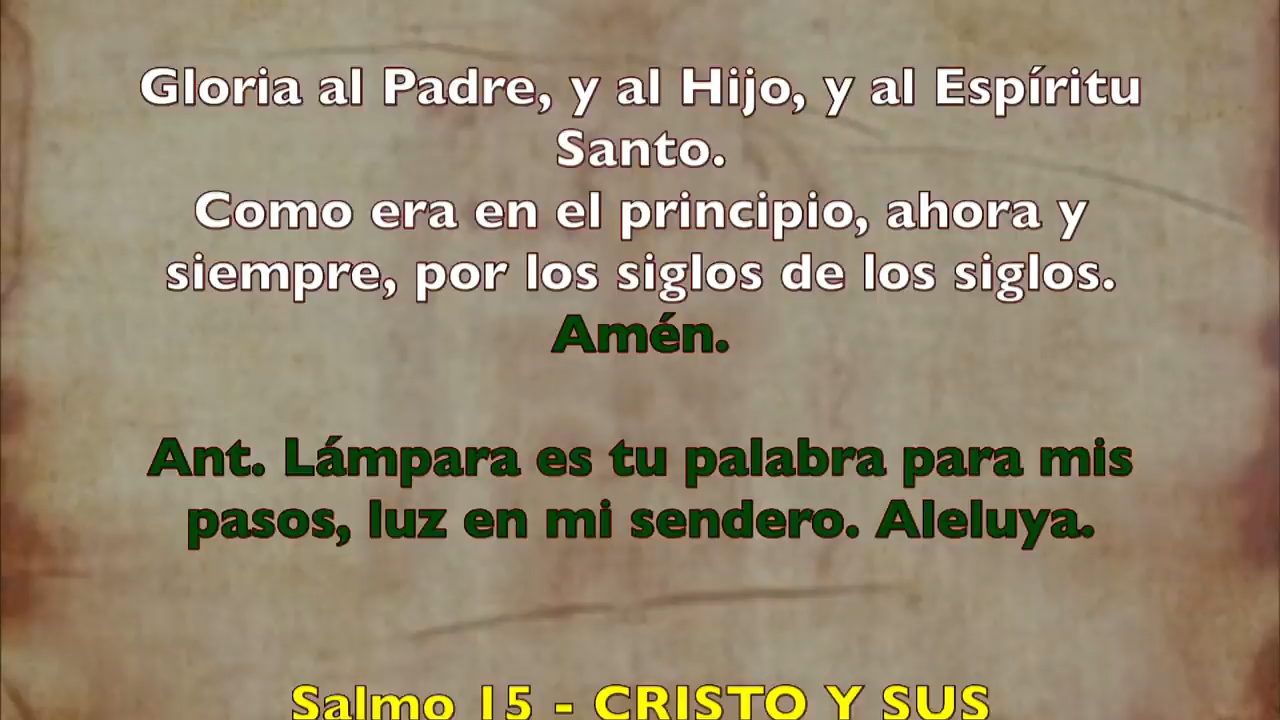 Gloria al Padre, y al Hijo, y al Espíritu
Santo.
Como era en el principio, ahora y
siempre, por los siglos de los siglos.
Amén.
Ant. Lámpara es tu palabra para mis
pasos, luz en mi sendero. Aleluya.
Salmo 15 - CRISTO Y SUS